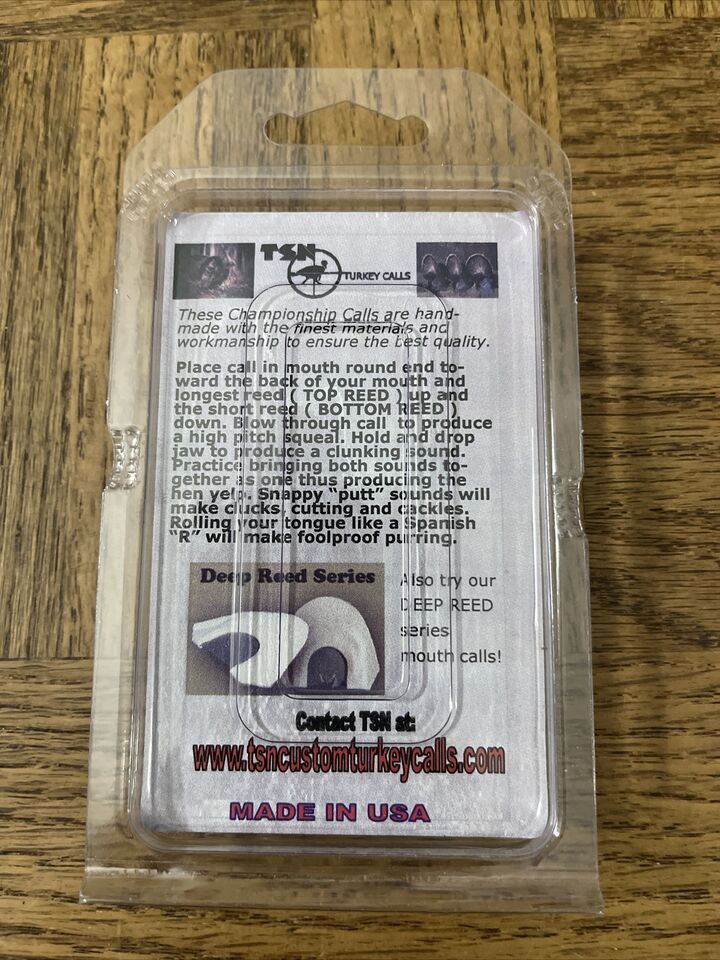 TSN
TURKEY CALLS
These Championship Calls are hand-
made with the finest materials and
workmanship to ensure the best quality.
Place call in mouth round end to-
ward the back of your mouth and
longest reed ( TOP REED ) up and
the short reed ( BOTTOM REED )
down. Blow through call to produce
a high pitch squeal. Hold and drop
jaw to produce a clunking sound.
Practice bringing both sounds to-
gether as one thus producing the
hen yelp. Snappy “putt” sounds will
make clucks, cutting and cackles.
Rolling your tongue like a Spanish
“R” will make foolproof purring.
Deep Reed Series
Also try our
DEEP REED
series
mouth calls!
Contact TSN at:
www.tsncustomturkeycalls.com
MADE IN USA